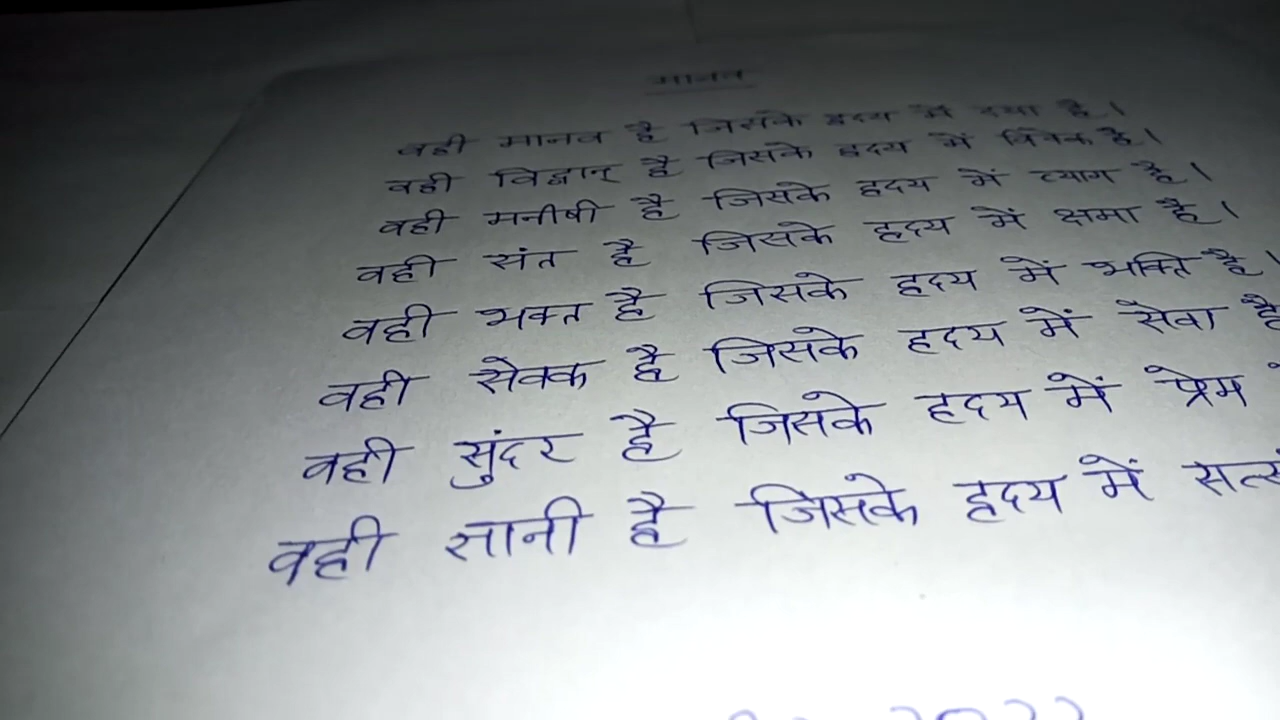 मानव
वही मानव है जिसके हृदय में दया है।
वही विद्वान् है जिसके हृदय में विवेक है।
वही मनीषी है जिसके हृदय में त्याग है।
वही संत है जिसके हृदय में क्षमा है।
वही भक्त है जिसके हृदय में भक्ति है।
वही सेवक है जिसके हृदय में सेवा है
वही सुंदर है जिसके हृदय में प्रेम
वही ज्ञानी है जिसके हृदय में